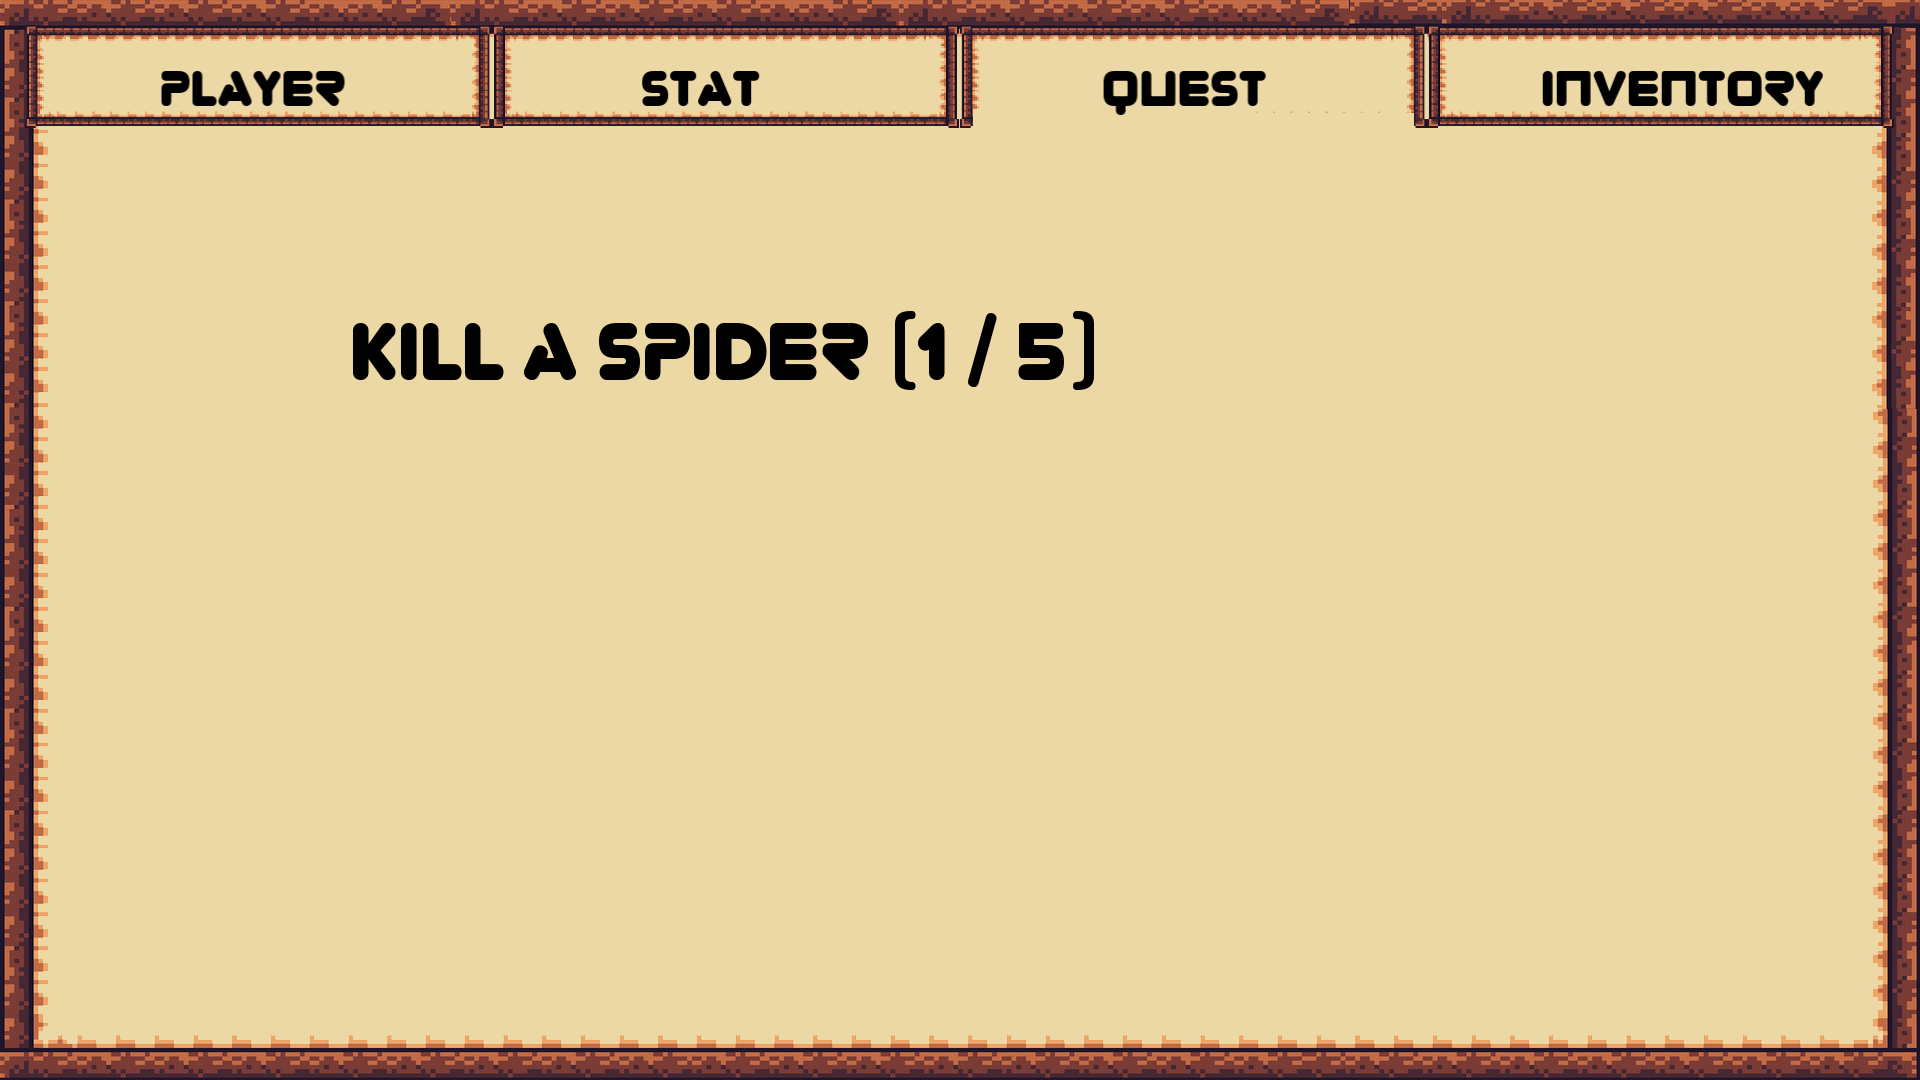 PLAYER STAT QUEST INVENTORY
KILL A SPIDER (1 / 5)